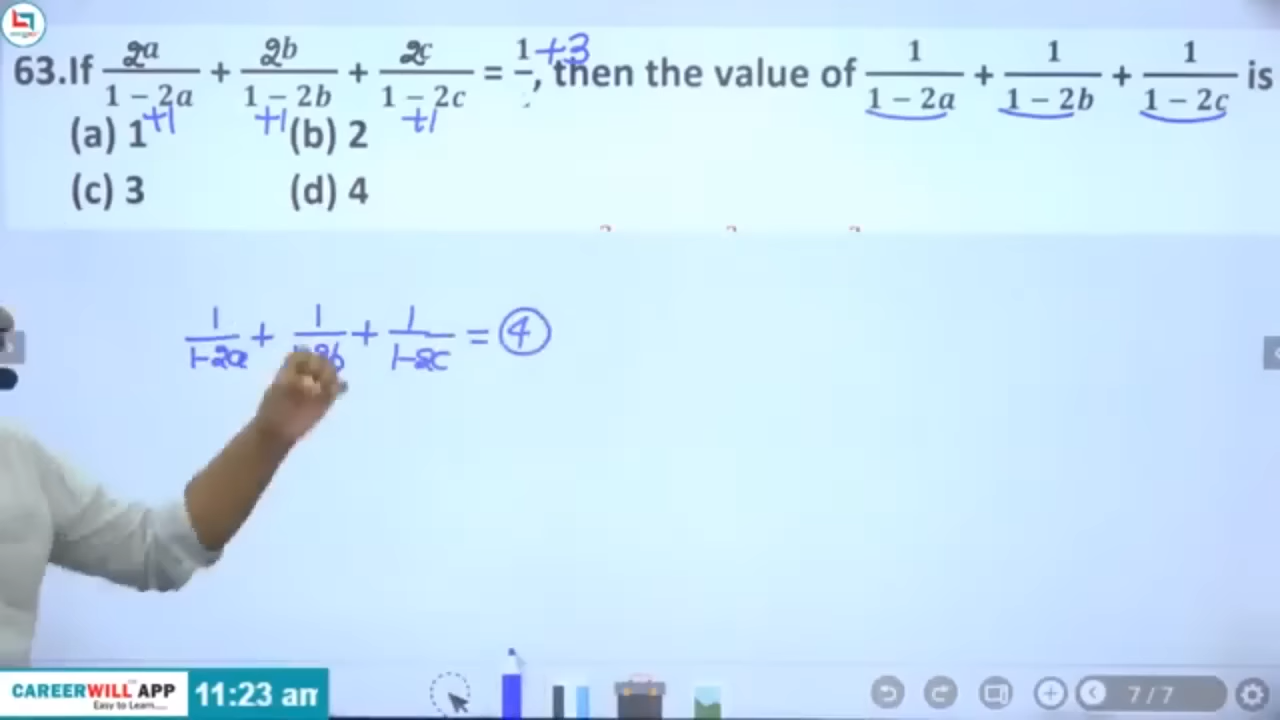 63.If 2a/(1 − 2a) + 2b/(1 − 2b) + 2c/(1 − 2c) = 1/ +3, then the value of 1/(1 − 2a) + 1/(1 − 2b) + 1/(1 − 2c) is
+1 +1 +1
(a) 1 (b) 2
(c) 3 (d) 4
1/(1-2a) + 1/(1-2b) + 1/(1-2c) = 4
CAREERWILL APP
Easy to Learn.....
11:23 am
7 / 7